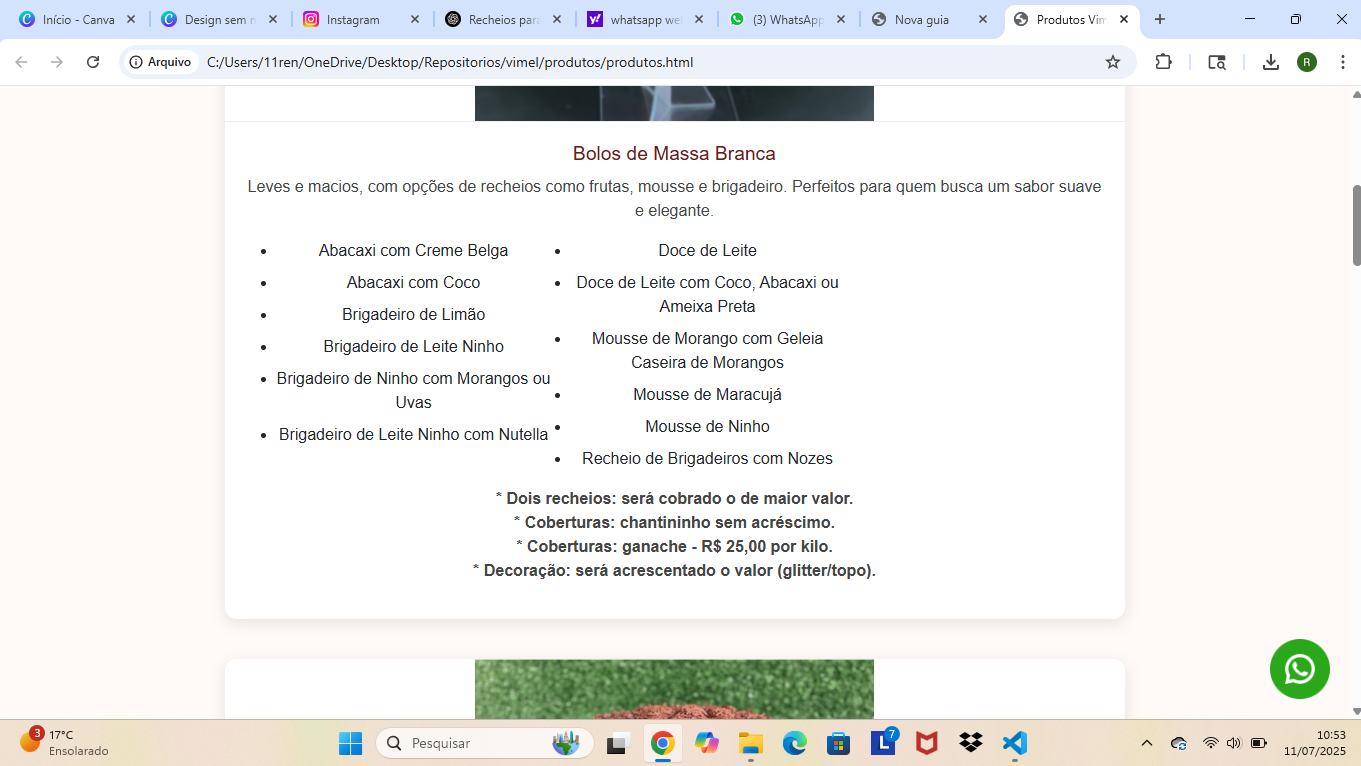 Início - Canva
Design sem n
Instagram
Recheios para
whatsapp we
(3) WhatsApp
Nova guia
Produtos Vim
Arquivo
C:/Users/11ren/OneDrive/Desktop/Repositorios/vimel/produtos/produtos.html
R
Bolos de Massa Branca
Leves e macios, com opções de recheios como frutas, mousse e brigadeiro. Perfeitos para quem busca um sabor suave
e elegante.
• Abacaxi com Creme Belga
• Abacaxi com Coco
• Brigadeiro de Limão
• Brigadeiro de Leite Ninho
• Brigadeiro de Ninho com Morangos ou
Uvas
• Brigadeiro de Leite Ninho com Nutella
• Doce de Leite
• Doce de Leite com Coco, Abacaxi ou
Ameixa Preta
• Mousse de Morango com Geleia
Caseira de Morangos
• Mousse de Maracujá
• Mousse de Ninho
• Recheio de Brigadeiros com Nozes
* Dois recheios: será cobrado o de maior valor.
* Coberturas: chantininho sem acréscimo.
* Coberturas: ganache - R$ 25,00 por kilo.
* Decoração: será acrescentado o valor (glitter/topo).
3
17°C
Ensolarado
Pesquisar
L
7
10:53
11/07/2025